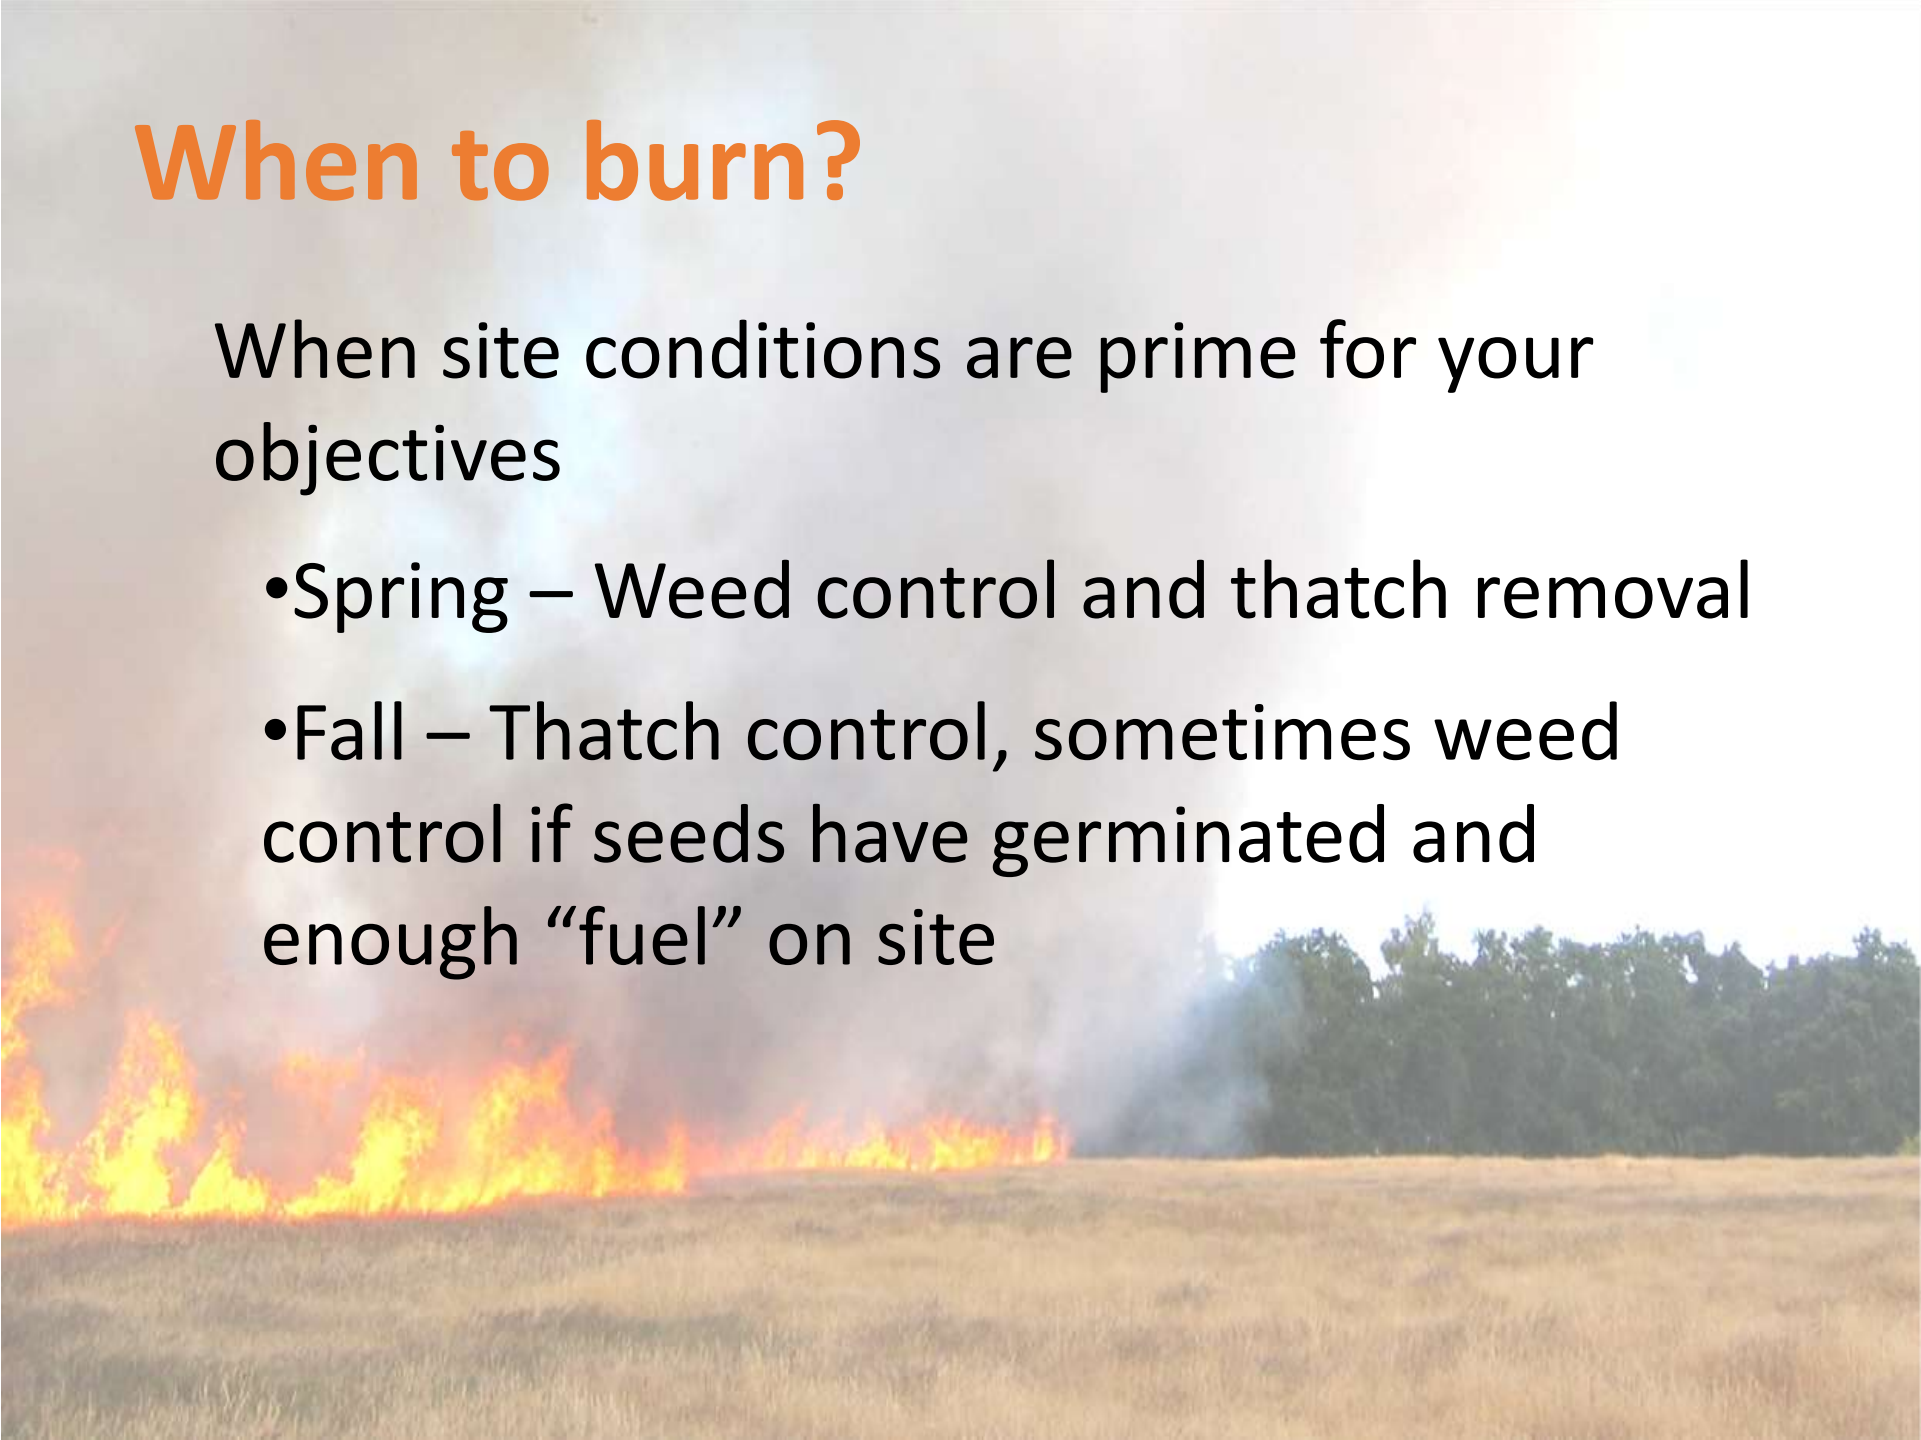 When to burn?
When site conditions are prime for your
objectives
•Spring – Weed control and thatch removal
•Fall – Thatch control, sometimes weed
control if seeds have germinated and
enough “fuel” on site